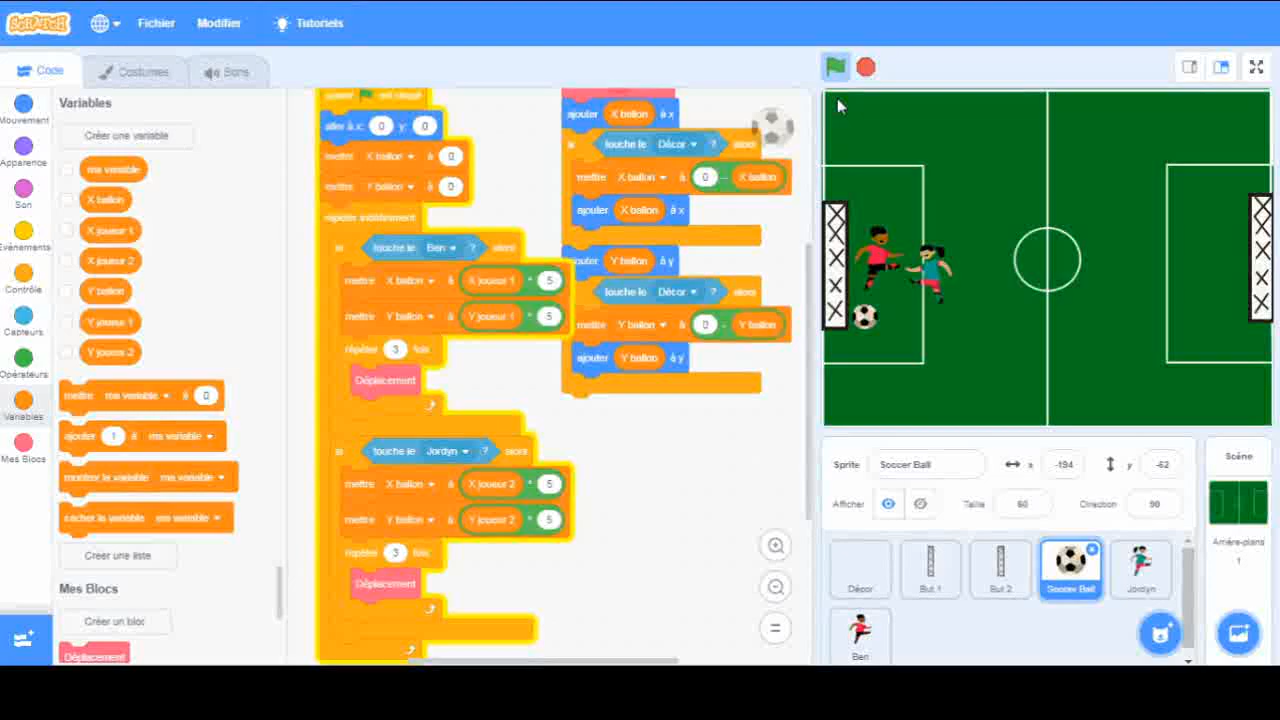 SCRATCH Fichier Modifier Tutoriels
Code Costumes Sons
Variables
Créer une variable
ma variable
X ballon
X joueur 1
X joueur 2
Y ballon
Y joueur 1
Y joueur 2
mettre ma variable à 0
ajouter 1 à ma variable
montrer la variable ma variable
cacher la variable ma variable
Créer une liste
Mes Blocs
Créer un bloc
Déplacement
Mouvement
Apparence
Son
Événements
Contrôle
Capteurs
Opérateurs
Variables
Mes Blocs
aller à x: 0 y: 0
mettre X ballon à 0
mettre Y ballon à 0
répéter indéfiniment
si touche le Ben ? alors
mettre X ballon à X joueur 1 * 5
mettre Y ballon à Y joueur 1 * 5
répéter 3 fois
Déplacement
si touche le Jordyn ? alors
mettre X ballon à X joueur 2 * 5
mettre Y ballon à Y joueur 2 * 5
répéter 3 fois
Déplacement
ajouter X ballon à x
si touche le Décor ? alors
mettre X ballon à 0 - X ballon
ajouter X ballon à x
ajouter Y ballon à y
touche le Décor ? alors
mettre Y ballon à 0 - Y ballon
ajouter Y ballon à y
Sprite Soccer Ball x -194 y -62
Afficher Taille 60 Direction 90
Décor But 1 But 2 Soccer Ball Jordyn
Ben
Scène
Arrière-plans
1